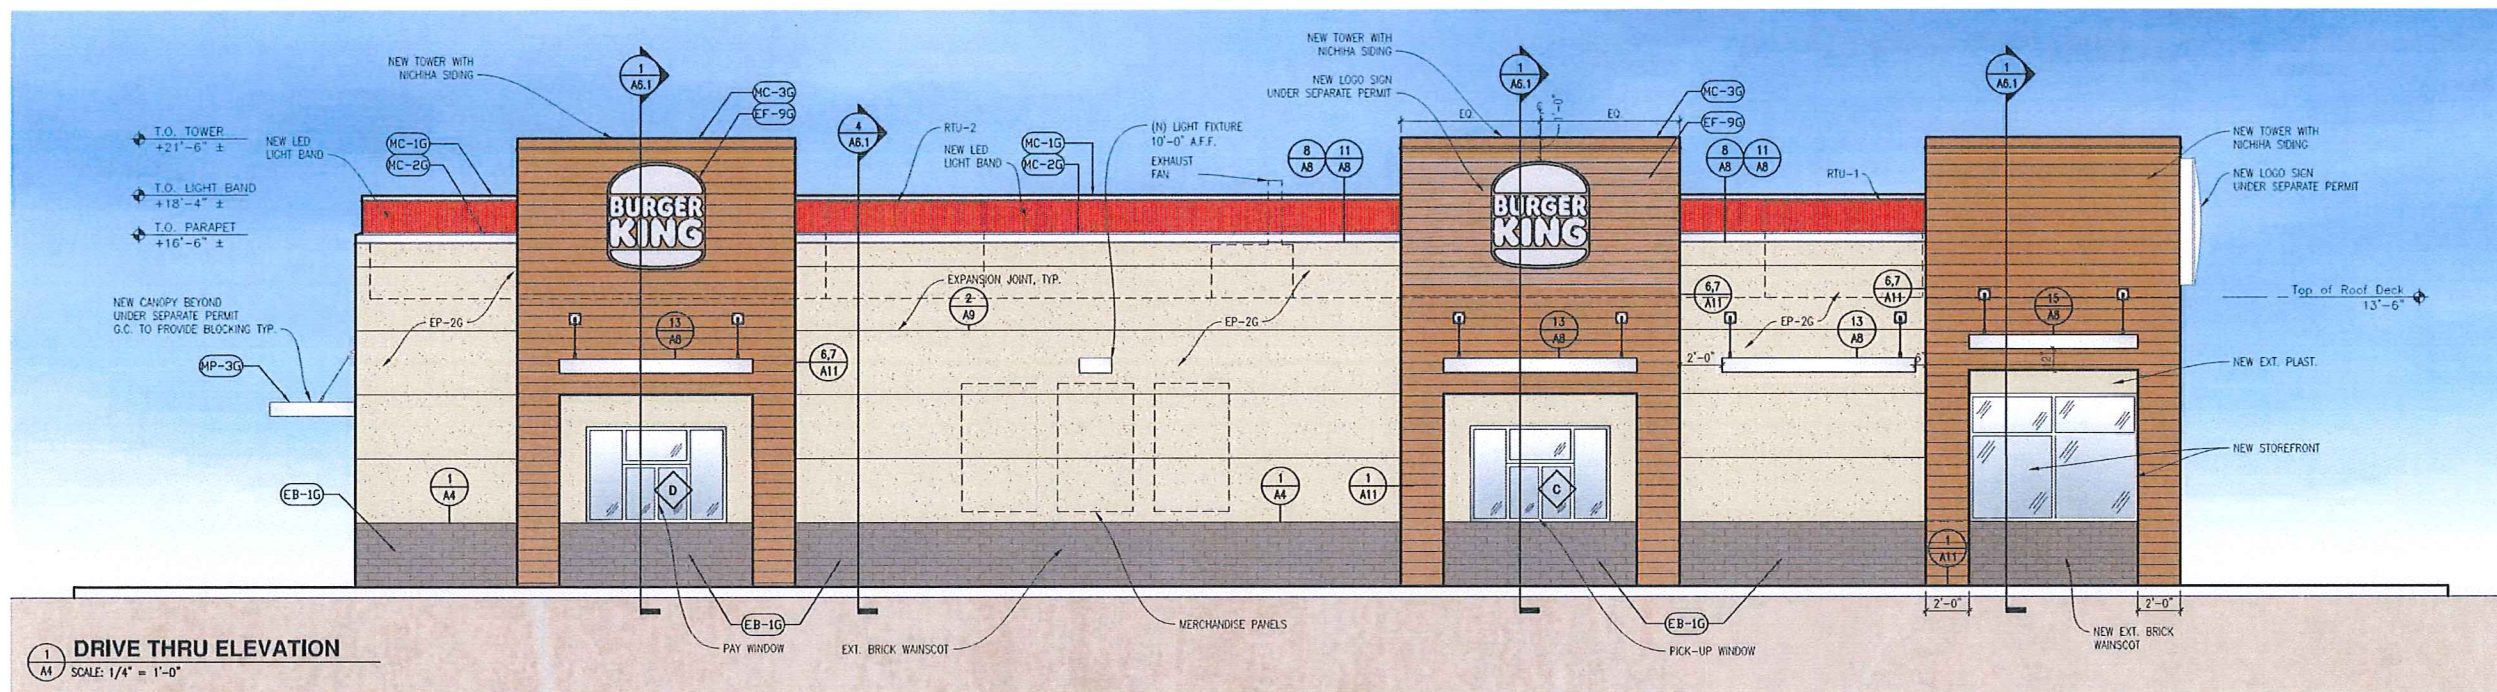 NEW TOWER WITH
NICHIHA SIDING
1
A6.1
MC-3G
EF-9G
4
A6.1
T.O. TOWER
+21'-6" ±
NEW LED
LIGHT BAND
MC-1G
MC-2G
T.O. LIGHT BAND
+18'-4" ±
T.O. PARAPET
+16'-6" ±
BURGER
KING
RTU-2
NEW LED
LIGHT BAND
MC-1G
MC-2G
(N) LIGHT FIXTURE
10'-0" A.F.F.
EXHAUST
FAN
8
A8
11
A8
NEW TOWER WITH
NICHIHA SIDING
NEW LOGO SIGN
UNDER SEPARATE PERMIT
1
A6.1
EQ.
EQ.
1'-0"
MC-3G
EF-9G
BURGER
KING
8
A8
11
A8
RTU-1
1
A6.1
NEW TOWER WITH
NICHIHA SIDING
NEW LOGO SIGN
UNDER SEPARATE PERMIT
Top of Roof Deck
13'-6"
NEW CANOPY BEYOND
UNDER SEPARATE PERMIT
G.C. TO PROVIDE BLOCKING TYP.
MP-3G
EP-2G
13
A8
6,7
A11
EXPANSION JOINT, TYP.
2
A9
EP-2G
13
A8
6,7
A11
6,7
A11
EP-2G
13
A8
2'-0"
15
A8
NEW EXT. PLAST.
NEW STOREFRONT
EB-1G
1
A4
D
1
A4
1
A11
C
1
A11
2'-0"
2'-0"
EB-1G
PAY WINDOW
EXT. BRICK WAINSCOT
MERCHANDISE PANELS
EB-1G
PICK-UP WINDOW
NEW EXT. BRICK
WAINSCOT
1
A4
DRIVE THRU ELEVATION
SCALE: 1/4" = 1'-0"